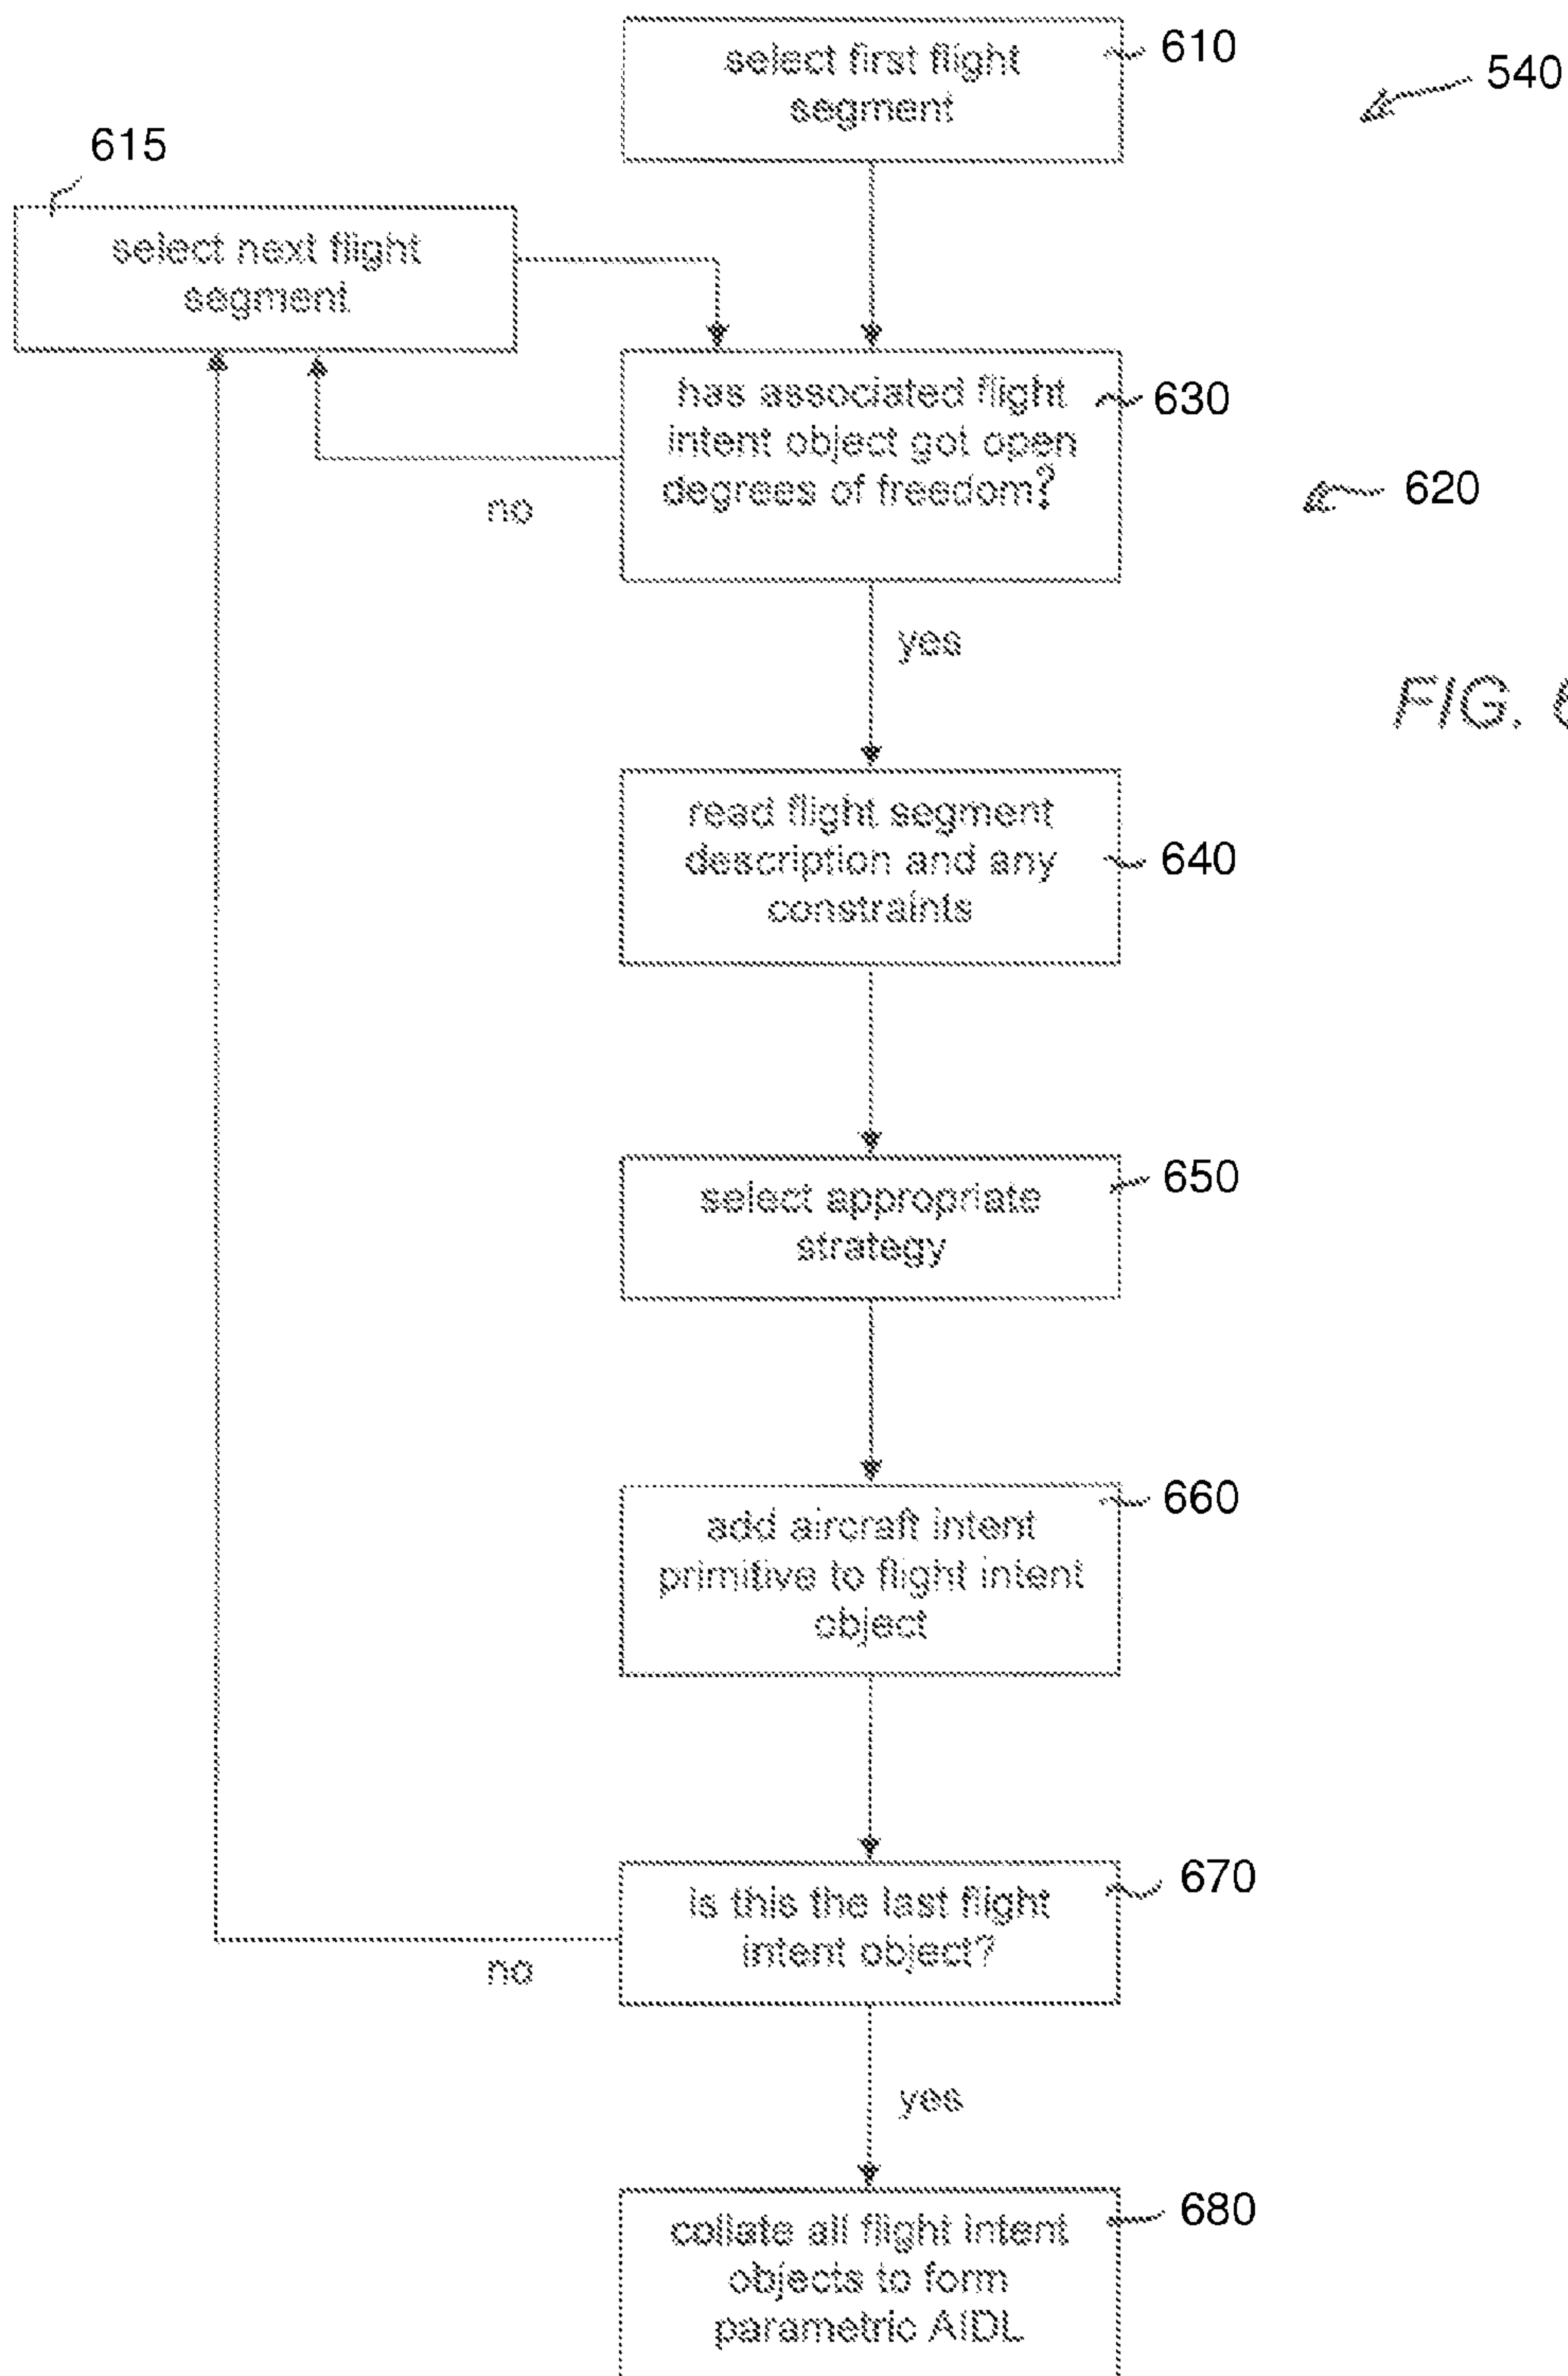 select first flight
segment
610
540
615
select next flight
segment
has associated flight
intent object got open
degrees of freedom?
630
no
620
yes
FIG. 6
read flight segment
description and any
constraints
640
select appropriate
strategy
650
add aircraft intent
primitive to flight intent
object
660
is this the last flight
intent object?
670
no
yes
collate all flight intent
objects to form
parametric AIDL
680